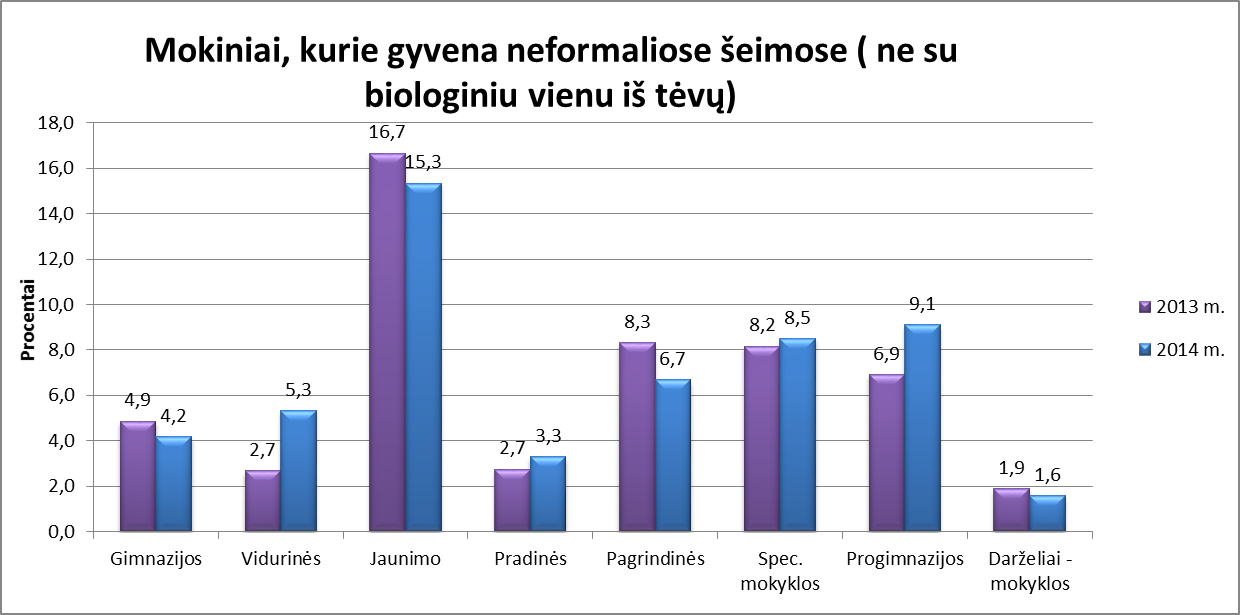 Mokiniai, kurie gyvena neformaliose šeimose ( ne su
biologiniu vienu iš tėvų)
Procentai
18,0
16,0
14,0
12,0
10,0
8,0
6,0
4,0
2,0
0,0
4,9
4,2
2,7
5,3
16,7
15,3
2,7
3,3
8,3
6,7
8,2
8,5
6,9
9,1
1,9
1,6
Gimnazijos
Vidurinės
Jaunimo
Pradinės
Pagrindinės
Spec.
mokyklos
Progimnazijos
Darželiai -
mokyklos
2013 m.
2014 m.